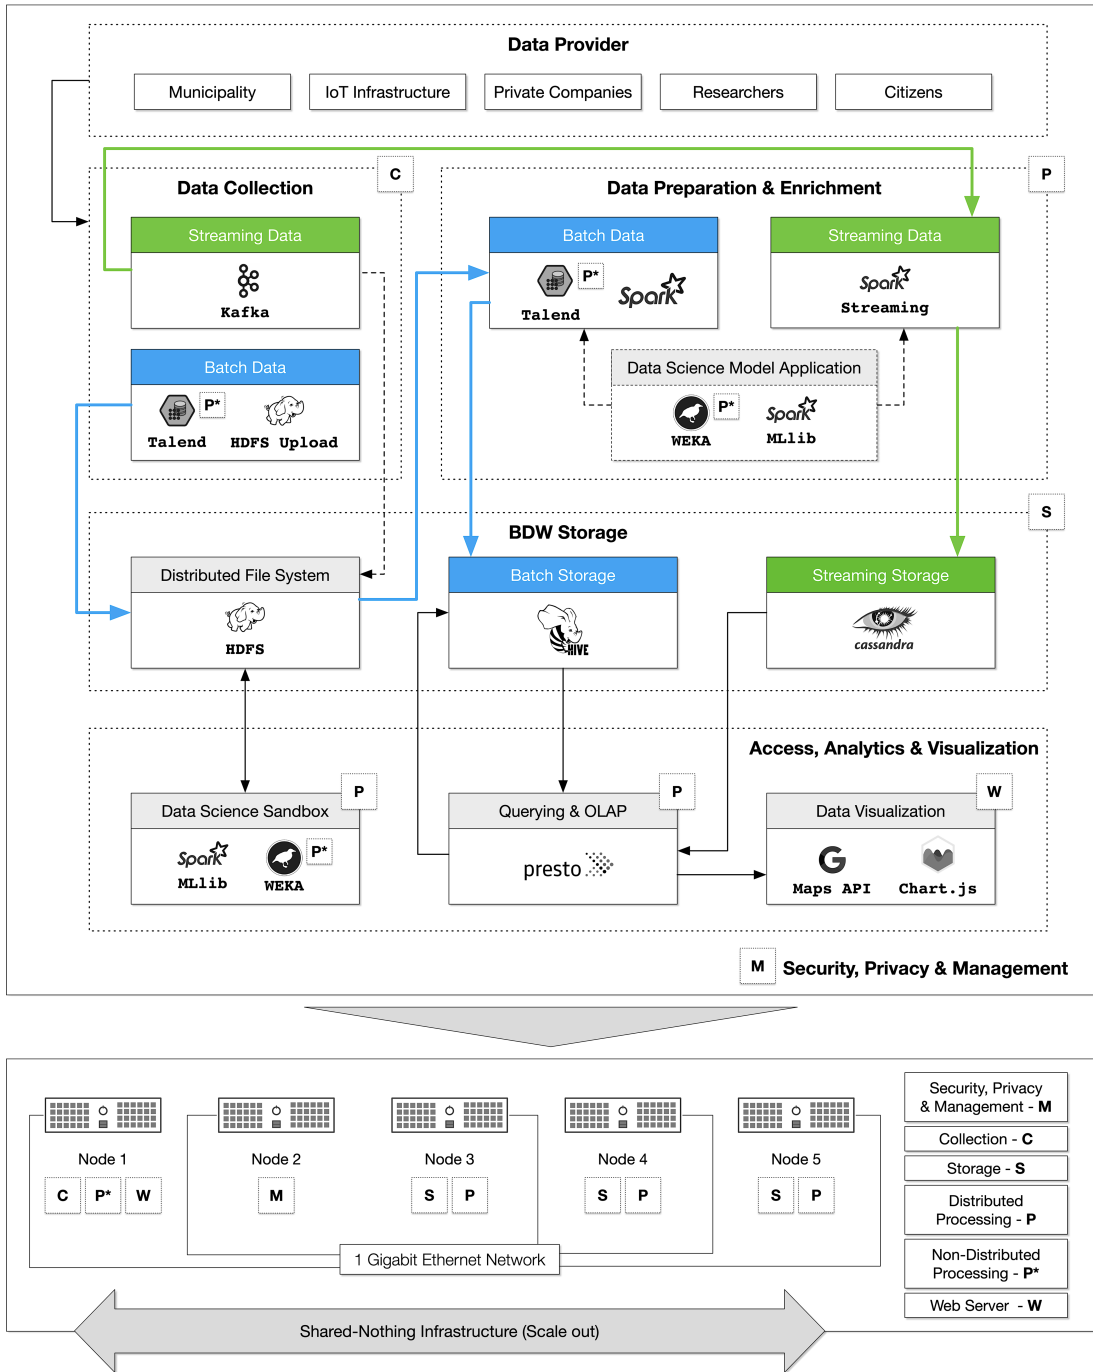 Data Provider
Municipality
IoT Infrastructure
Private Companies
Researchers
Citizens
C
P
Data Collection
Data Preparation & Enrichment
Streaming Data
Kafka
Batch Data
P*
Talend
Spark
Streaming Data
Spark
Streaming
Batch Data
P*
Talend
HDFS Upload
Data Science Model Application
P*
WEKA
Spark
MLlib
S
BDW Storage
Distributed File System
HDFS
Batch Storage
HIVE
Streaming Storage
cassandra
Access, Analytics & Visualization
P
Data Science Sandbox
Spark
MLlib
P*
WEKA
P
Querying & OLAP
presto
W
Data Visualization
G
Maps API
Chart.js
M
Security, Privacy & Management
Node 1
Node 2
Node 3
Node 4
Node 5
C P* W
M
S P
S P
S P
1 Gigabit Ethernet Network
Shared-Nothing Infrastructure (Scale out)
Security, Privacy
& Management - M
Collection - C
Storage - S
Distributed
Processing - P
Non-Distributed
Processing - P*
Web Server - W